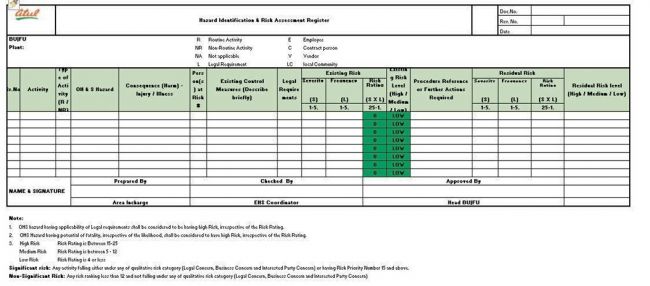 atul
Hazard Identification & Risk Assessment Register
Doc.No.
Rev. No.
Date
BU/FU
Plant:
R Routine Activity E Employee
NR Non-Routine Activity C Contract person
NA Not applicable V Visitor
L Legal Requirement LC local Community
Sr.No
Activity
Typ
e of
Acti
vity
(R /
NR)
OH & S Hazard
Consequence (Harm) -
Injury / Illness
Pers
on(s
) at
Risk
#
Existing Control
Measures (Describe
briefly)
Legal
Require
ments
Existing Risk
Severity
(S)
1-5.
Frequency
(L)
1-5.
Risk
Rating
(S X L)
25-1.
Existin
g Risk
Level
(High /
Medium
/ Low)
Procedure Reference
or Further Actions
Required
Residual Risk
Severity
(S)
1-5.
Frequency
(L)
1-5.
Risk
Rating
(S X L)
25-1.
Residual Risk level
(High / Medium / Low)
0 LOW
0 LOW
0 LOW
0 LOW
0 LOW
0 LOW
0 LOW
0 LOW
Prepared By Checked By Approved By
NAME & SIGNATURE
Area Incharge EHS Coordinator Head BU/FU
Note:
1. OHS hazard having applicability of Legal requirements shall be considered to be having high Risk, irrespective of the Risk Rating.
2. OHS Hazard having potential of fatality, irrespective of the likelihood, shall be considered to have high Risk, irrespective of the Risk Rating.
3. High Risk Risk Rating is Between 15-25
Medium Risk Risk Rating is between 5 - 12
Low Risk Risk Rating is 4 or less
Significant risk: Any activity falling either under any of qualitative risk category (Legal Concern, Business Concern and Interested Party Concern) or having Risk Priority Number 15 and above.
Non-Significant Risk: Any risk ranking less than 12 and not falling under any of qualitative risk category (Legal Concern, Business Concern and Interested Party Concern)